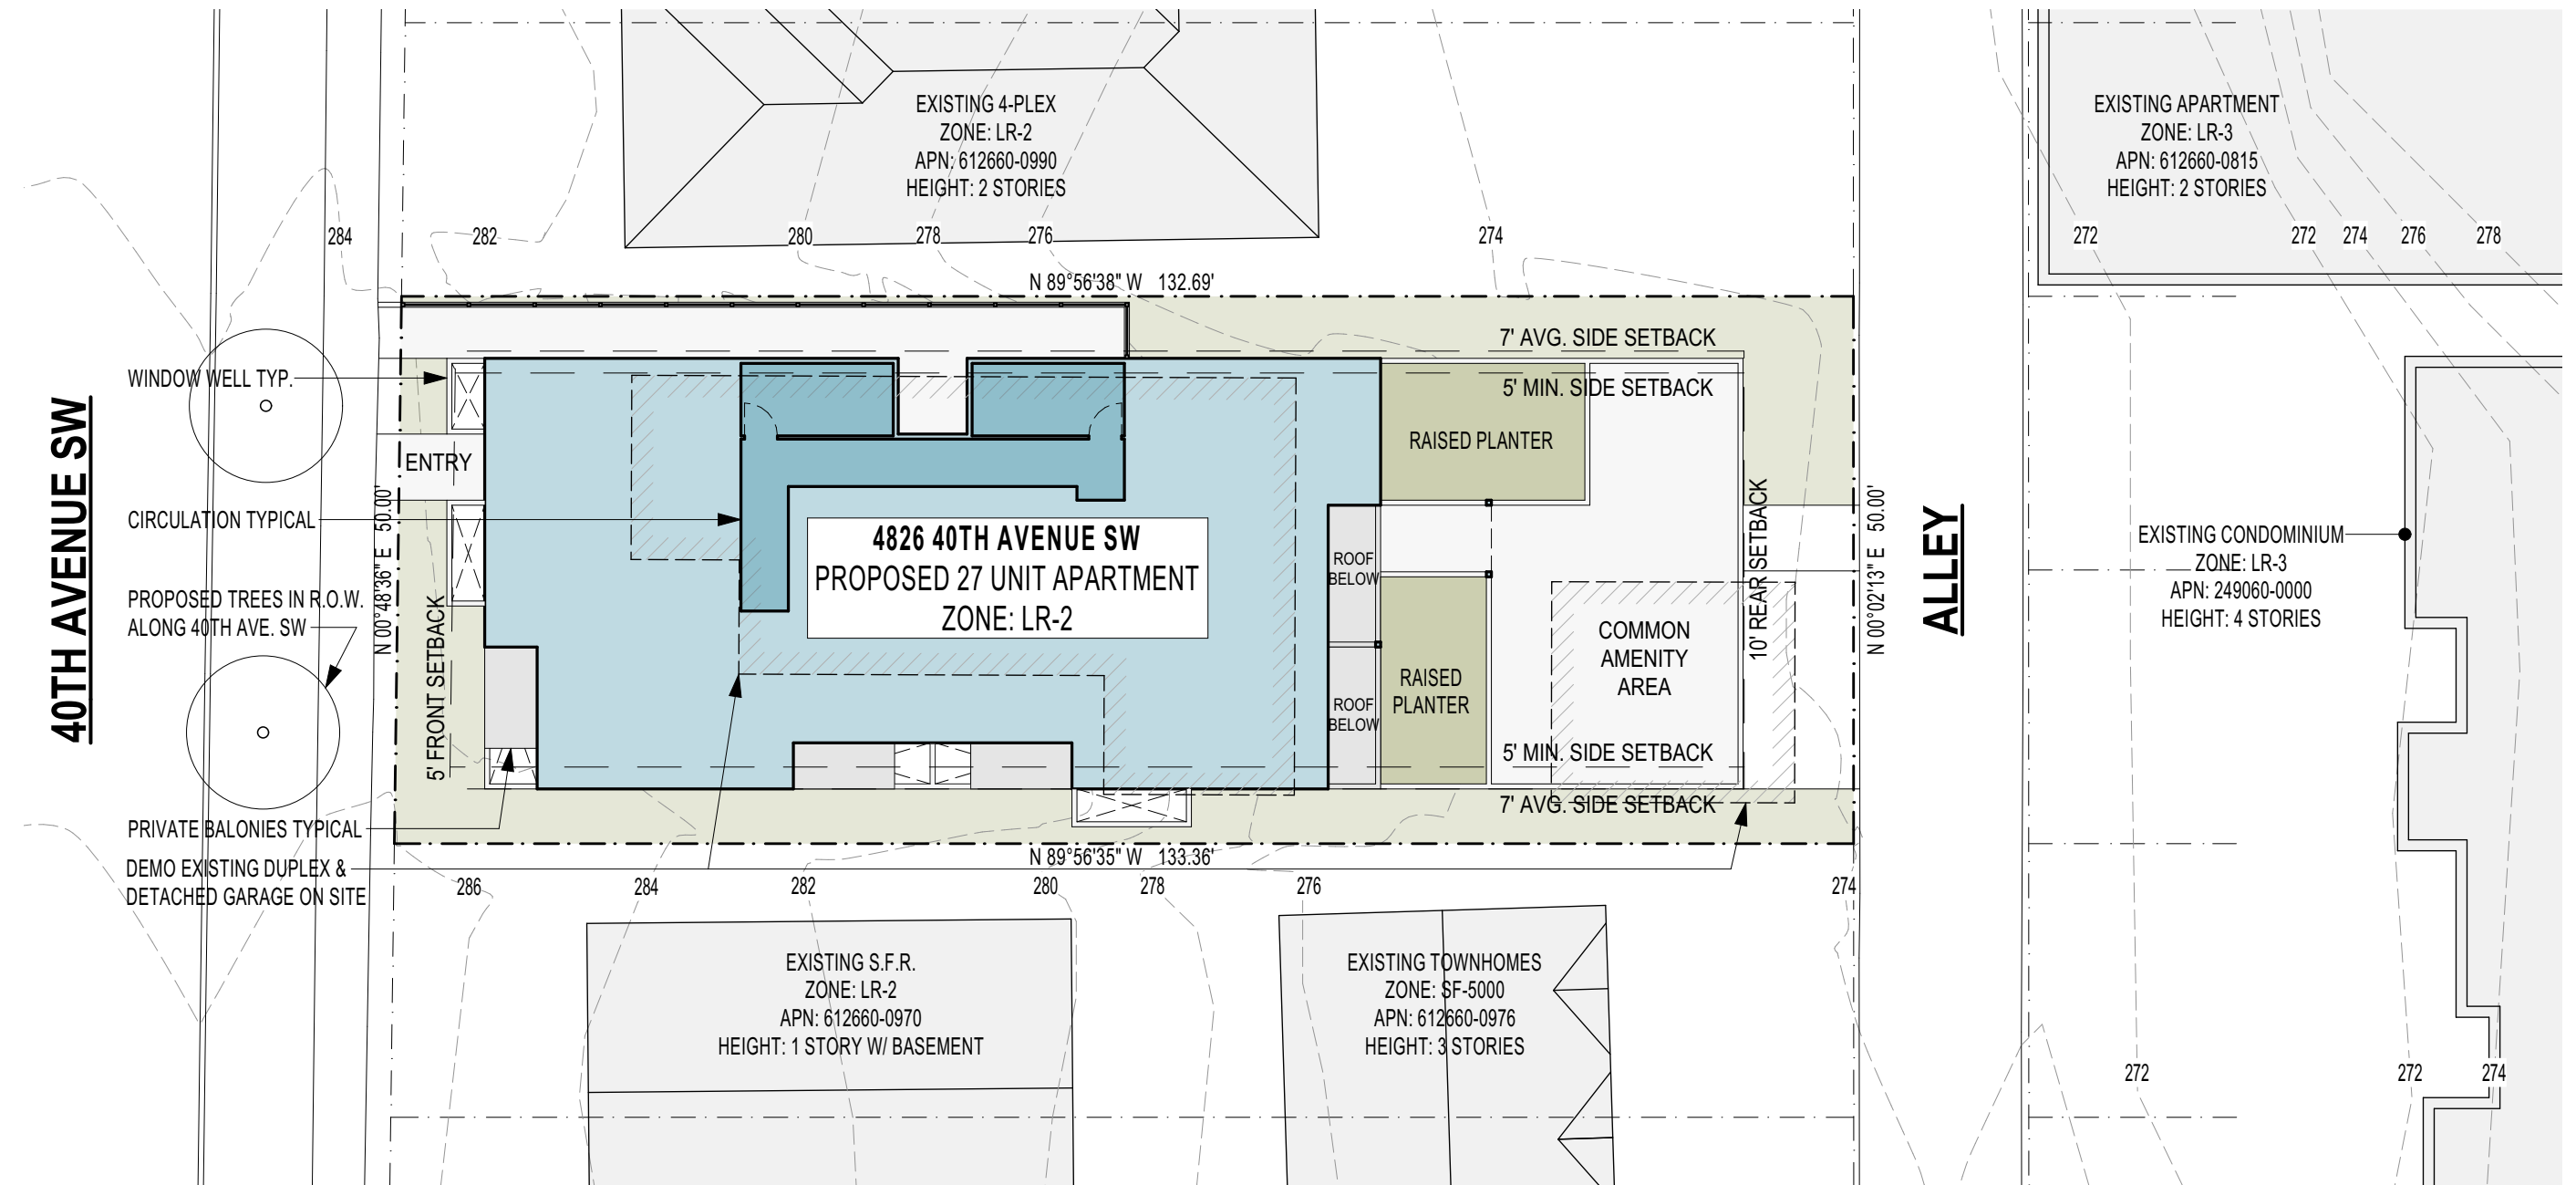 EXISTING 4-PLEX
ZONE: LR-2
APN: 612660-0990
HEIGHT: 2 STORIES
EXISTING APARTMENT
ZONE: LR-3
APN: 612660-0815
HEIGHT: 2 STORIES
284
282
280
278
276
274
272
272
274
276
278
N 89°56'38" W 132.69'
7' AVG. SIDE SETBACK
5' MIN. SIDE SETBACK
WINDOW WELL TYP.
RAISED PLANTER
ENTRY
40TH AVENUE SW
N 00°48'36" E 50.00'
CIRCULATION TYPICAL
4826 40TH AVENUE SW
PROPOSED 27 UNIT APARTMENT
ZONE: LR-2
ROOF
BELOW
10' REAR SETBACK
N 00°02'13" E 50.00'
ALLEY
EXISTING CONDOMINIUM
ZONE: LR-3
APN: 249060-0000
HEIGHT: 4 STORIES
PROPOSED TREES IN R.O.W.
ALONG 40TH AVE. SW
5' FRONT SETBACK
COMMON
AMENITY
AREA
RAISED
PLANTER
ROOF
BELOW
5' MIN. SIDE SETBACK
7' AVG. SIDE SETBACK
PRIVATE BALONIES TYPICAL
DEMO EXISTING DUPLEX &
DETACHED GARAGE ON SITE
N 89°56'35" W 133.36'
286
284
282
280
278
276
274
EXISTING S.F.R.
ZONE: LR-2
APN: 612660-0970
HEIGHT: 1 STORY W/ BASEMENT
EXISTING TOWNHOMES
ZONE: SF-5000
APN: 612660-0976
HEIGHT: 3 STORIES
272
272
274